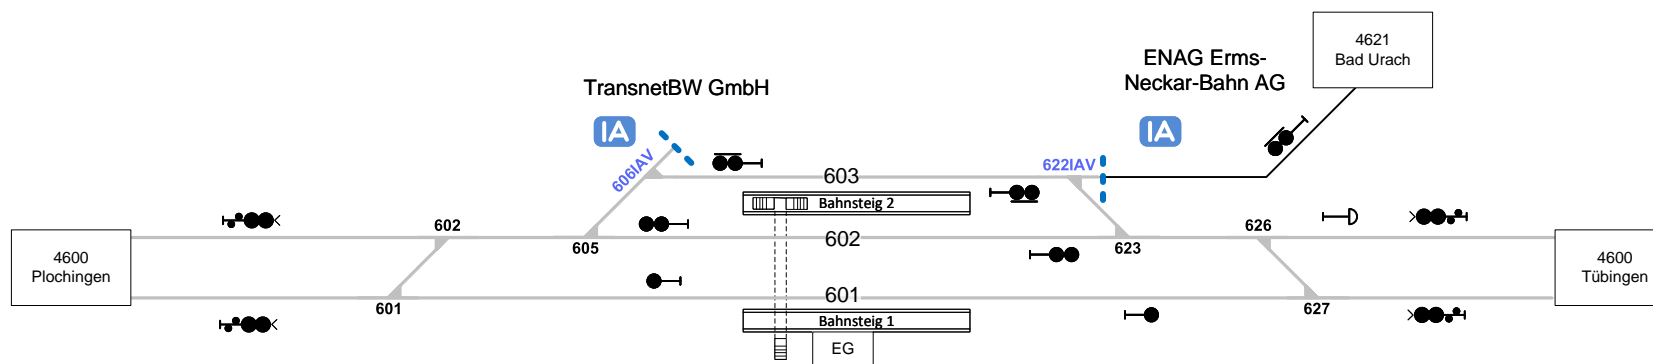 4621
Bad Urach
ENAG Erms-
Neckar-Bahn AG
TransnetBW GmbH
IA
IA
606IAV
603
622IAV
Bahnsteig 2
602
602
626
605
623
4600
Plochingen
4600
Tübingen
601
601
627
Bahnsteig 1
EG